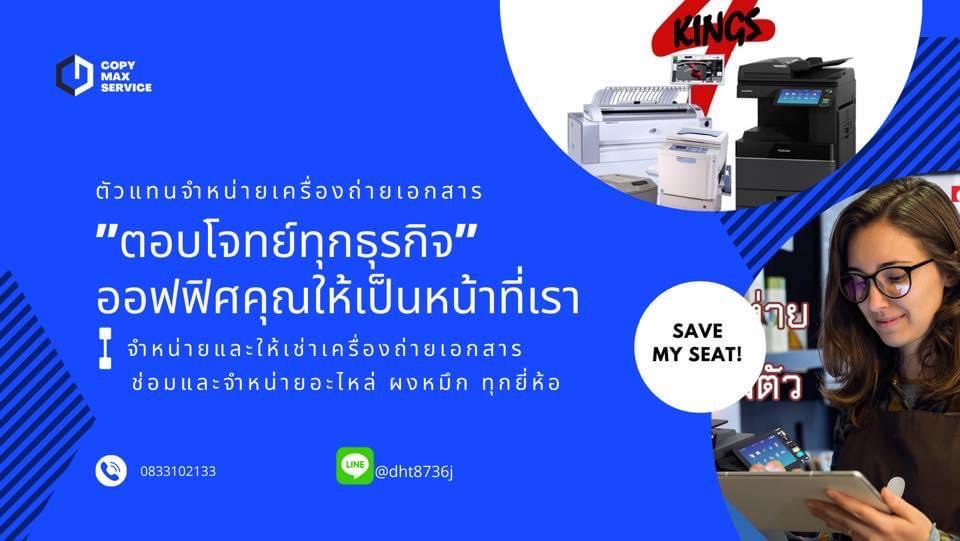 COPY
MAX
SERVICE
KINGS
ตัวแทนจำหน่ายเครื่องถ่ายเอกสาร
"ตอบโจทย์ทุกธุรกิจ"
ออฟฟิศคุณให้เป็นหน้าที่เรา
จำหน่ายและให้เช่าเครื่องถ่ายเอกสาร
ช่อมและจำหน่ายอะไหล่ ผงหมึก ทุกยี่ห้อ
SAVE
MY SEAT!
0833102133
LINE
@dht8736j